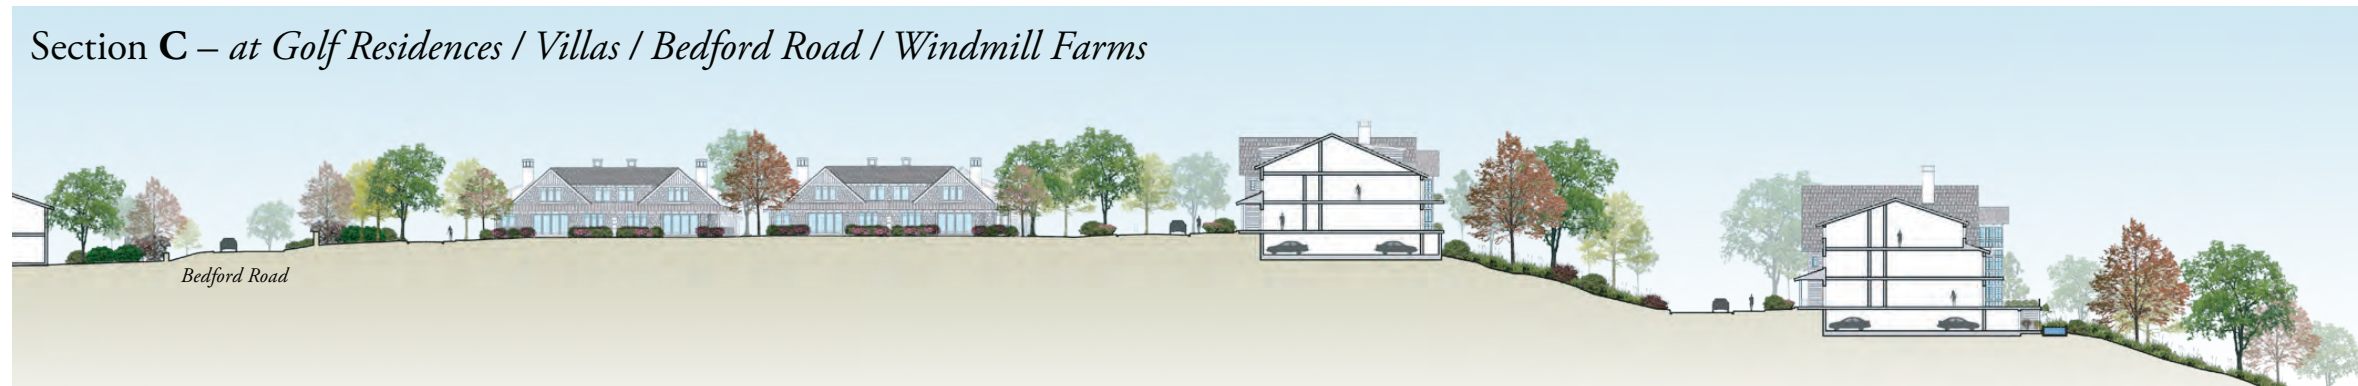 Section C – at Golf Residences / Villas / Bedford Road / Windmill Farms
Bedford Road